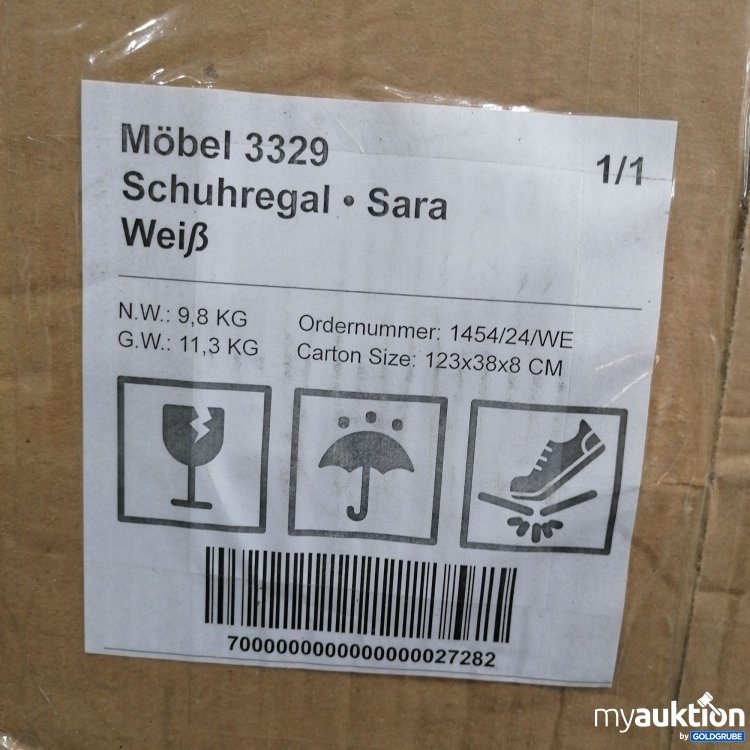 Möbel 3329
1/1
Schuhregal • Sara
Weiß
N.W.: 9,8 KG
G.W.: 11,3 KG
Ordernummer: 1454/24/WE
Carton Size: 123x38x8 CM
7000000000000000027282
myauktion
by GOLDGRUBE